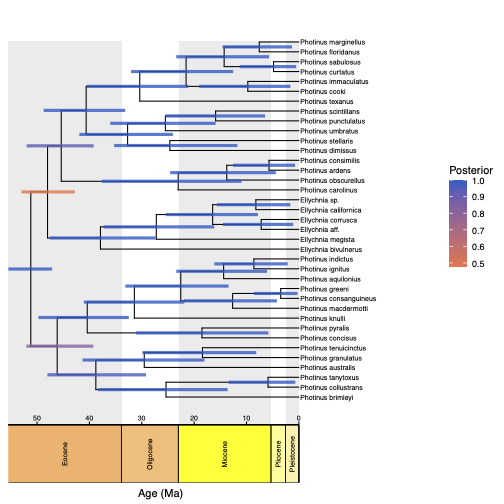 Photinus marginellus
Photinus floridanus
Photinus sabulosus
Photinus curtatus
Photinus immaculatus
Photinus cooki
Photinus texanus
Photinus scintillans
Photinus punctulatus
Photinus umbratus
Photinus stellaris
Photinus dimissus
Photinus consimilis
Photinus ardens
Photinus obscurellus
Photinus carolinus
Ellychnia sp.
Ellychnia californica
Ellychnia corrusca
Ellychnia aff.
Ellychnia megista
Ellychnia bivulnerus
Photinus indictus
Photinus ignitus
Photinus aquilonius
Photinus greeni
Photinus consanguineus
Photinus macdermotti
Photinus knulli
Photinus pyralis
Photinus concisus
Photinus tenuicinctus
Photinus granulatus
Photinus australis
Photinus tanytoxus
Photinus collustrans
Photinus brimleyi
Posterior
1.0
0.9
0.8
0.7
0.6
0.5
50 40 30 20 10 0
Eocene Oligocene Miocene Pliocene Pleistocene
Age (Ma)